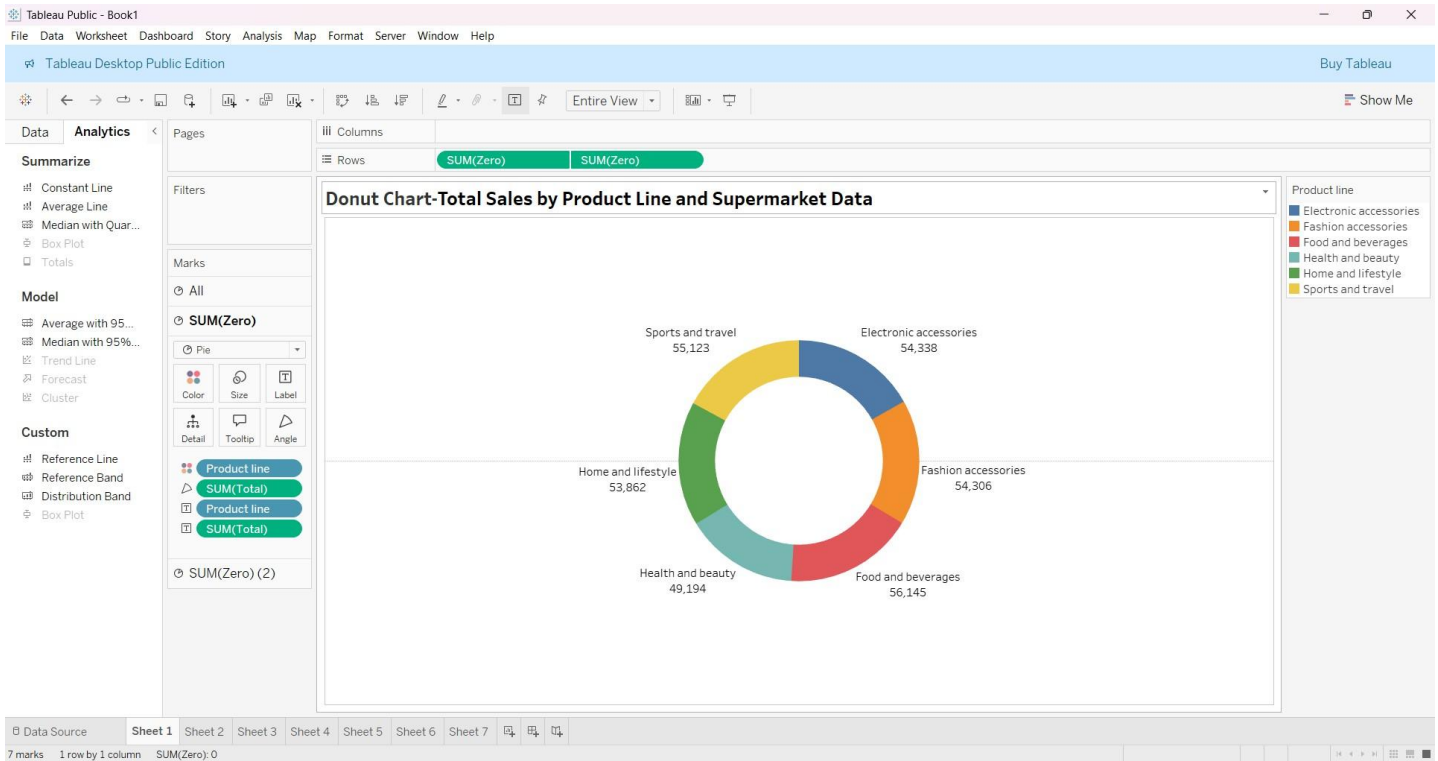 Tableau Public - Book1
File Data Worksheet Dashboard Story Analysis Map Format Server Window Help
Tableau Desktop Public Edition
Buy Tableau
Entire View
Show Me
Data Analytics
Summarize
Constant Line
Average Line
Median with Quar...
Box Plot
Totals
Model
Average with 95...
Median with 95%...
Trend Line
Forecast
Cluster
Custom
Reference Line
Reference Band
Distribution Band
Box Plot
Pages
Filters
Marks
All
SUM(Zero)
Pie
Color Size Label
Detail Tooltip Angle
Product line
SUM(Total)
Product line
SUM(Total)
SUM(Zero) (2)
Columns
Rows SUM(Zero) SUM(Zero)
Donut Chart-Total Sales by Product Line and Supermarket Data
Sports and travel
55,123
Electronic accessories
54,338
Home and lifestyle
53,862
Fashion accessories
54,306
Health and beauty
49,194
Food and beverages
56,145
Product line
Electronic accessories
Fashion accessories
Food and beverages
Health and beauty
Home and lifestyle
Sports and travel
Data Source Sheet 1 Sheet 2 Sheet 3 Sheet 4 Sheet 5 Sheet 6 Sheet 7
7 marks 1 row by 1 column SUM(Zero): 0